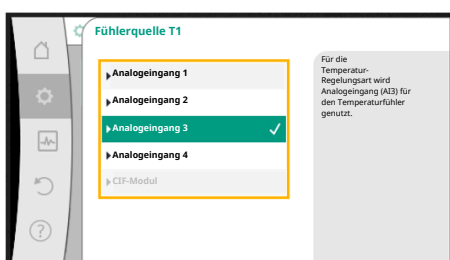 Fühlerquelle T1
Analogeingang 1
Analogeingang 2
Analogeingang 3
Analogeingang 4
CIF-Modul
Für die
Temperatur-
Regelungsart wird
Analogeingang (AI3) für
den Temperaturfühler
genutzt.
?